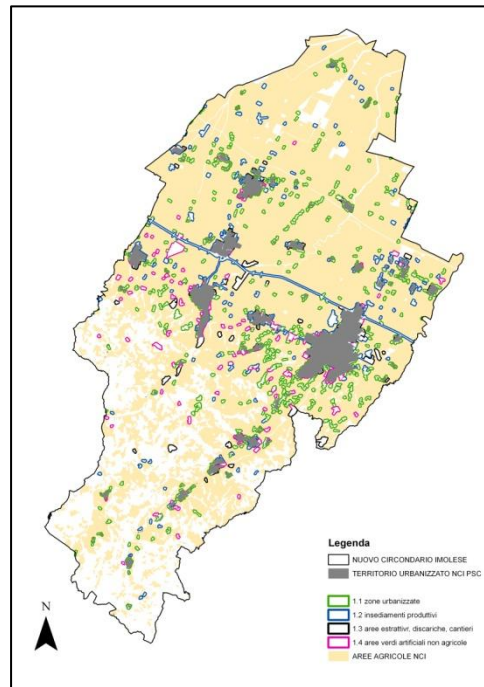 N
Legenda
NUOVO CIRCONDARIO IMOLESE
TERRITORIO URBANIZZATO NCI PSC
1.1 zone urbanizzate
1.2 insediamenti produttivi
1.3 aree estrattivr, discariche, cantieri
1.4 aree verdi artificiali non agricole
AREE AGRICOLE NCI